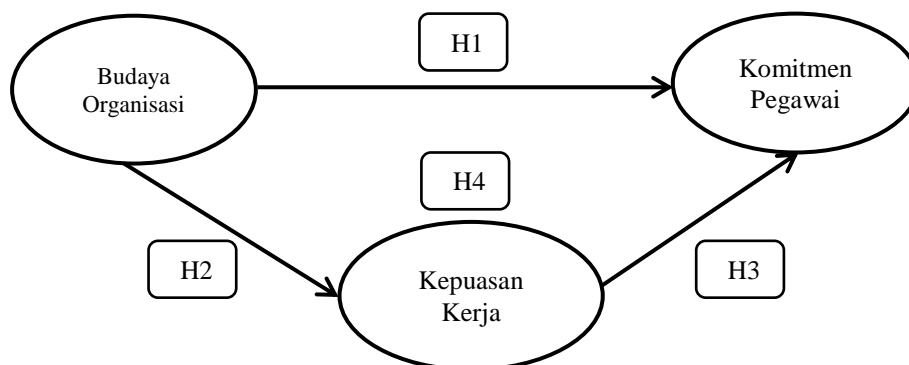 H1
Budaya
Organisasi
Komitmen
Pegawai
H4
H2
Kepuasan
Kerja
H3